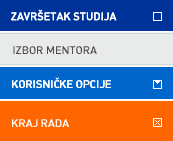 ZAVRŠETAK STUDIJA
IZBOR MENTORA
KORISNIČKE OPCIJE
KRAJ RADA